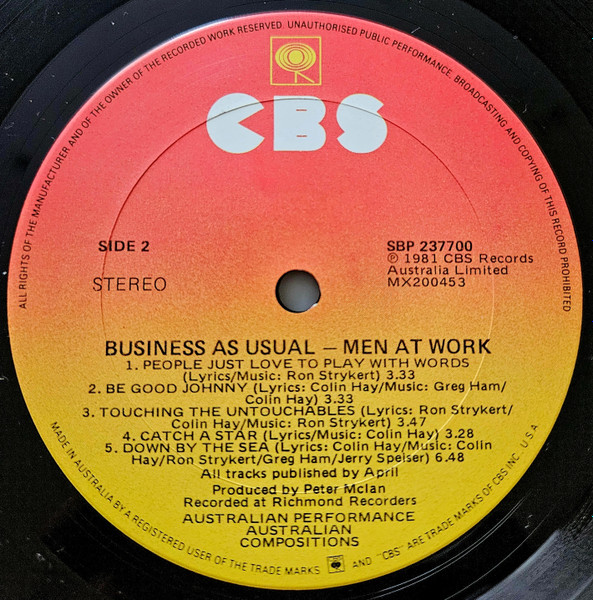 ALL RIGHTS OF THE MANUFACTURER AND OF THE OWNER OF THE RECORDED WORK RESERVED. UNAUTHORISED PUBLIC PERFORMANCE, BROADCASTING AND COPYING OF THIS RECORD PROHIBITED
CBS
SIDE 2
STEREO
SBP 237700
℗ 1981 CBS Records
Australia Limited
MX200453
BUSINESS AS USUAL – MEN AT WORK
1. PEOPLE JUST LOVE TO PLAY WITH WORDS
(Lyrics/Music: Ron Strykert) 3.33
2. BE GOOD JOHNNY (Lyrics: Colin Hay/Music: Greg Ham/
Colin Hay) 3.33
3. TOUCHING THE UNTOUCHABLES (Lyrics: Ron Strykert/
Colin Hay/Music: Ron Strykert) 3.47
4. CATCH A STAR (Lyrics/Music: Colin Hay) 3.28
5. DOWN BY THE SEA (Lyrics: Colin Hay/Music: Colin
Hay/Ron Strykert/Greg Ham/Jerry Speiser) 6.48
All tracks published by April
Produced by Peter McIan
Recorded at Richmond Recorders
AUSTRALIAN PERFORMANCE
AUSTRALIAN
COMPOSITIONS
MADE IN AUSTRALIA BY A REGISTERED USER OF THE TRADE MARKS AND "CBS" ARE TRADE MARKS OF CBS INC. U.S.A.